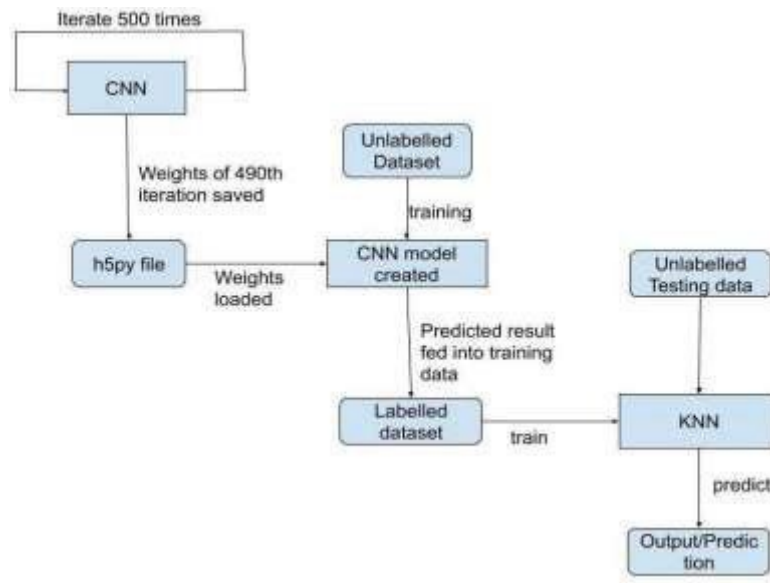 Iterate 500 times
CNN
Unlabelled
Dataset
Weights of 490th
iteration saved
training
h5py file
Weights
loaded
CNN model
created
Unlabelled
Testing data
Predicted result
fed into training
data
Labelled
dataset
train
KNN
predict
Output/Predic
tion